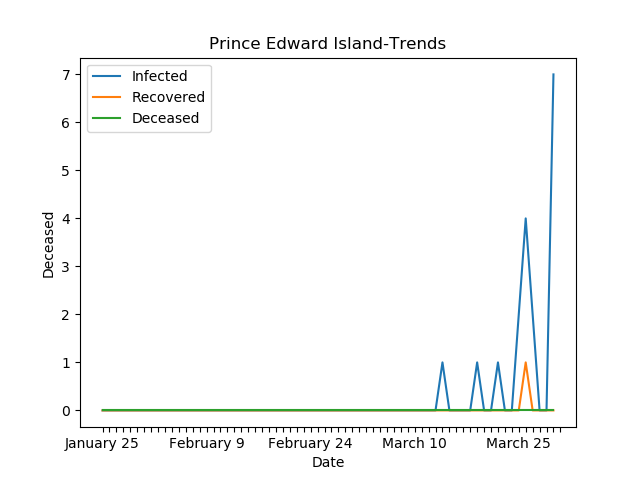 Prince Edward Island-Trends
Infected
Recovered
Deceased
7
6
5
4
3
2
1
0
Deceased
January 25
February 9
February 24
March 10
March 25
Date